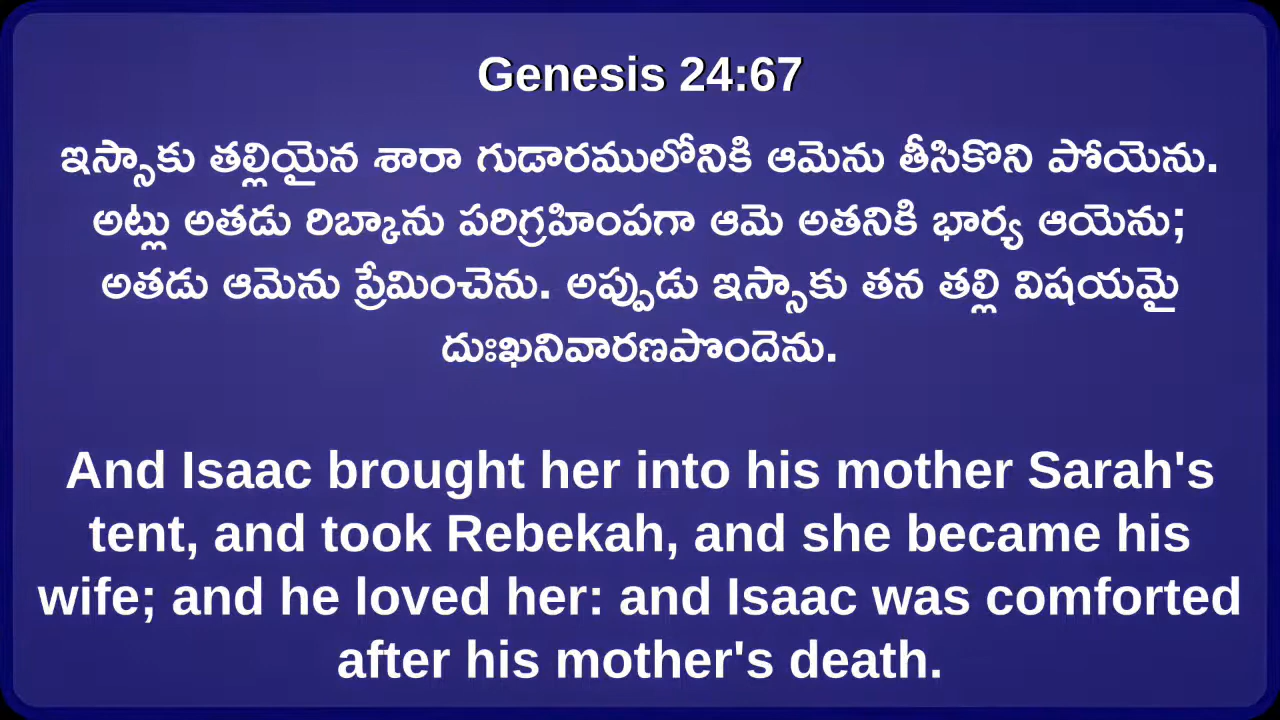 Genesis 24:67
ఇస్సాకు తల్లియైన శారా గుడారములోనికి ఆమెను తీసికొని పోయెను.
అట్లు అతడు రిబ్కాను పరిగ్రహింపగా ఆమె అతనికి భార్య ఆయెను;
అతడు ఆమెను ప్రేమించెను. అప్పుడు ఇస్సాకు తన తల్లి విషయమై
దుఃఖనివారణపొందెను.
And Isaac brought her into his mother Sarah's
tent, and took Rebekah, and she became his
wife; and he loved her: and Isaac was comforted
after his mother's death.